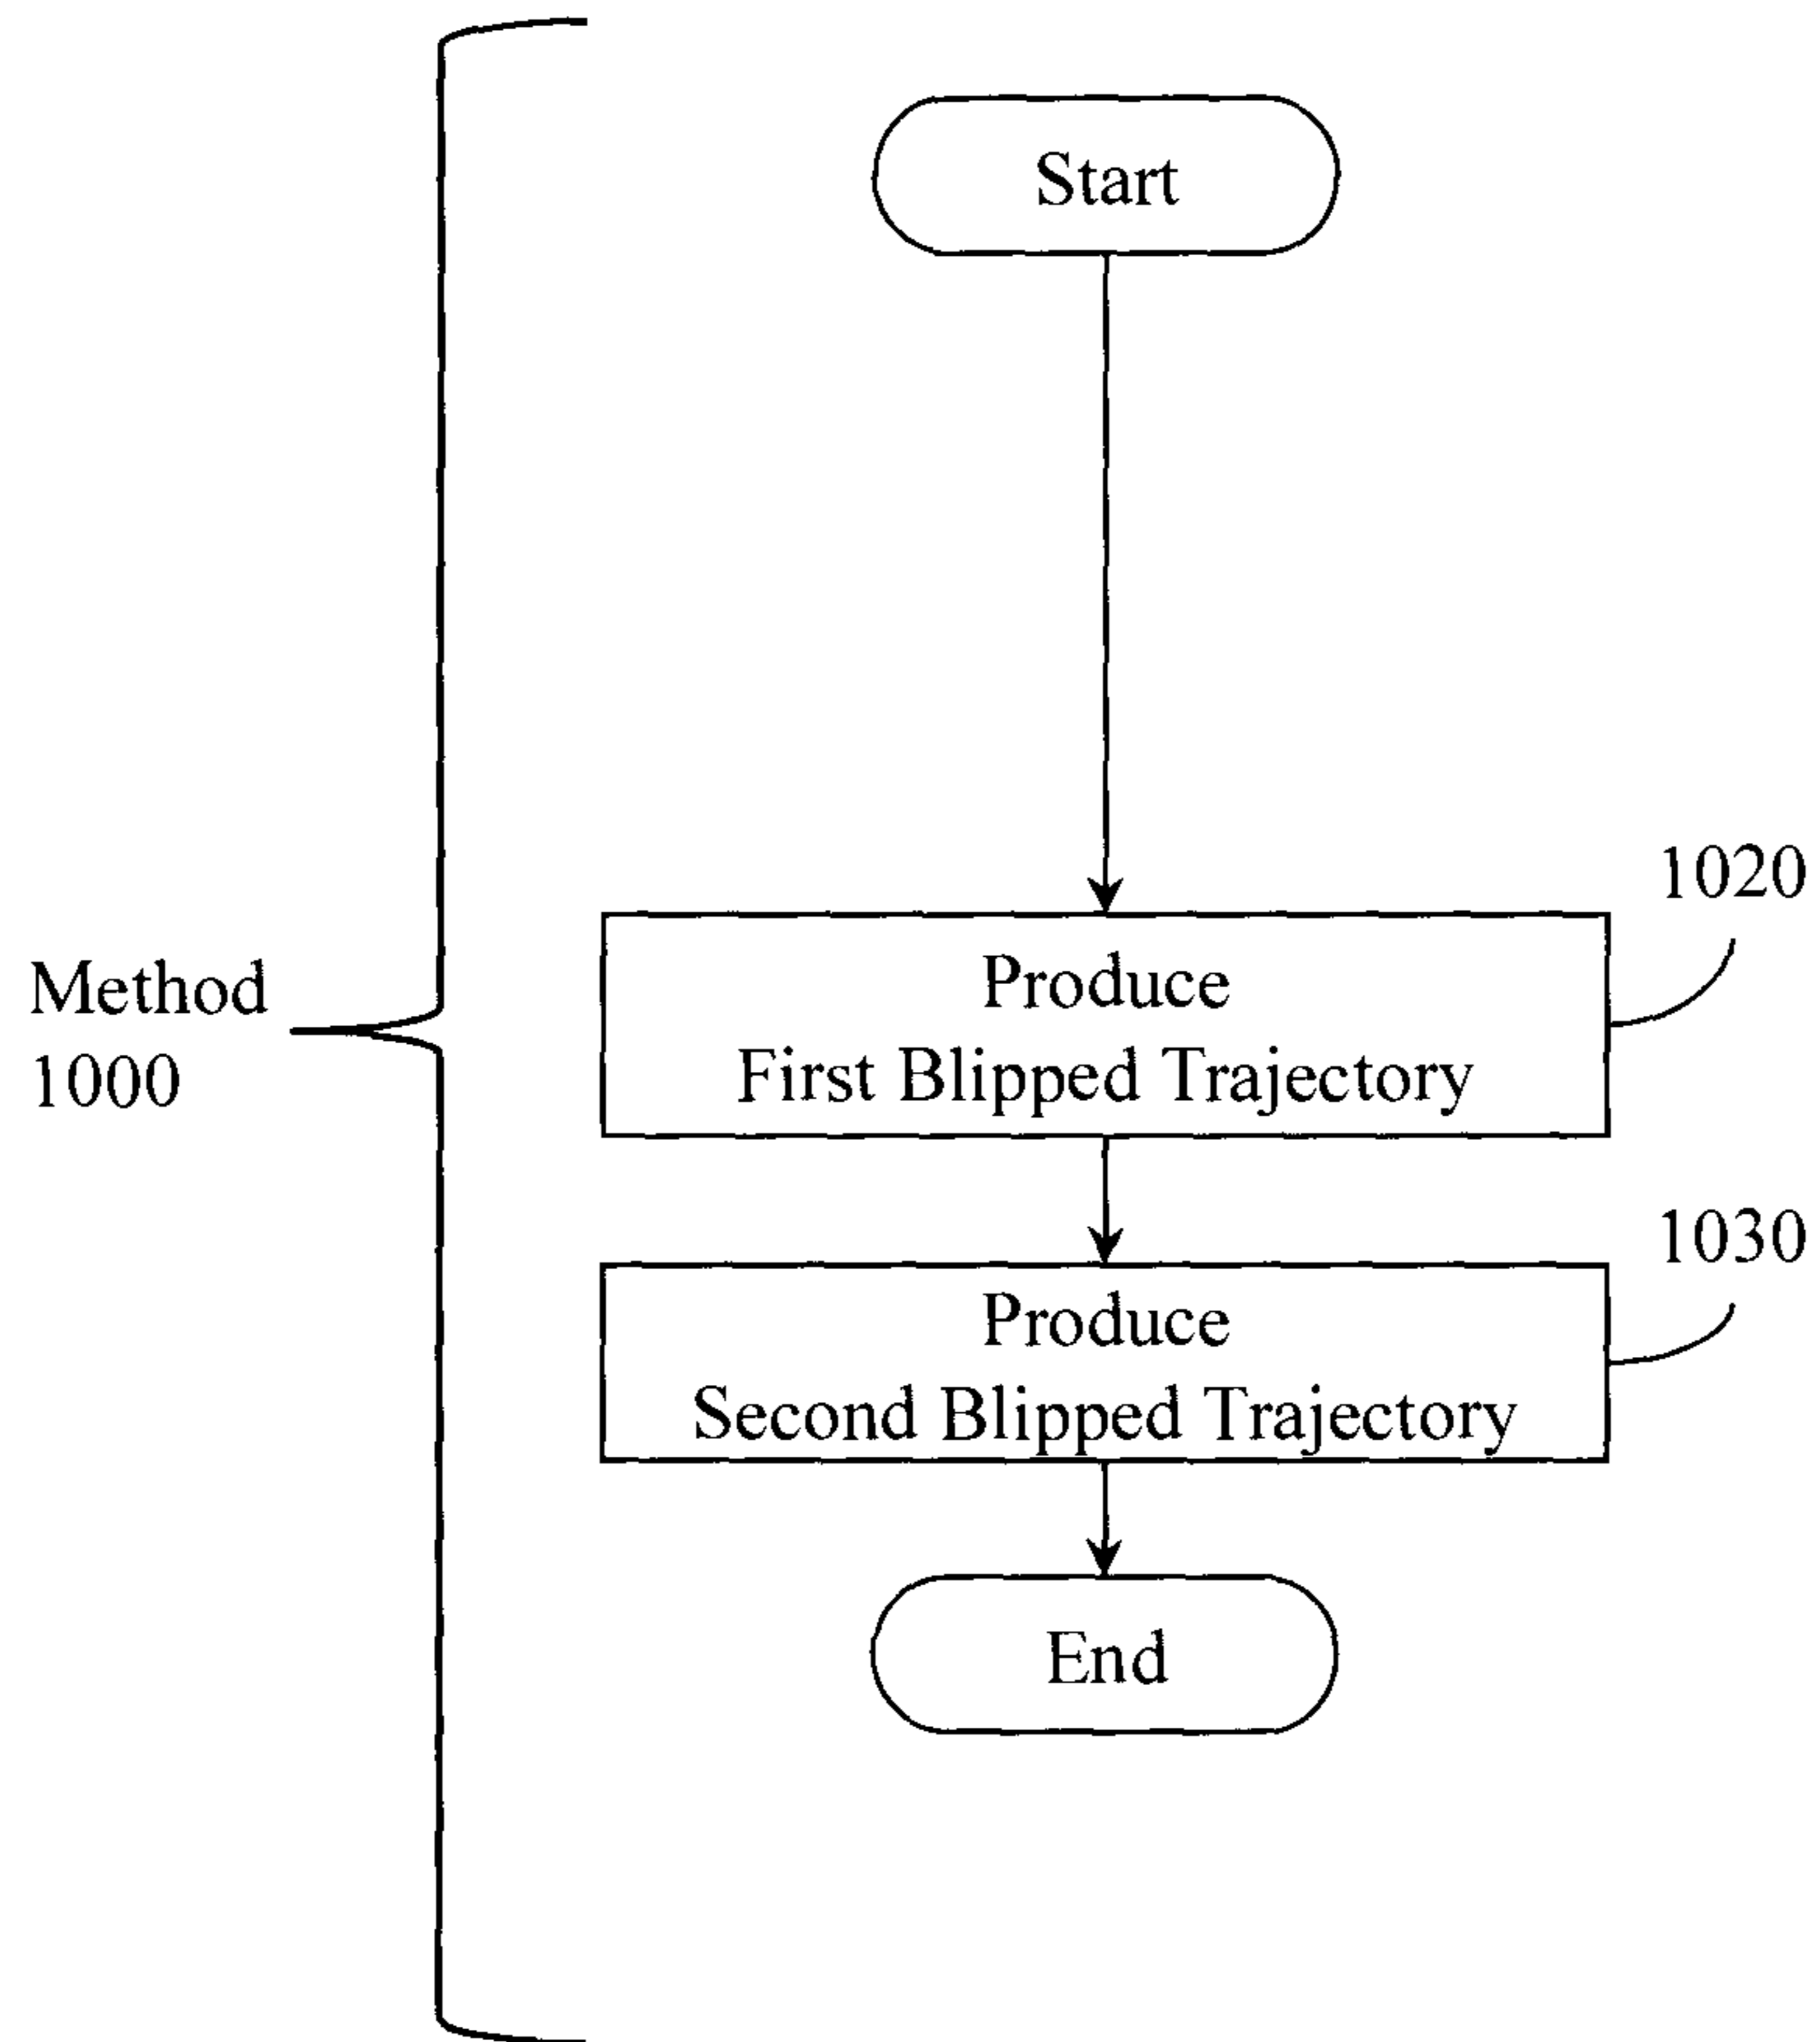 Start
1020
Produce
First Blipped Trajectory
Method
1000
1030
Produce
Second Blipped Trajectory
End